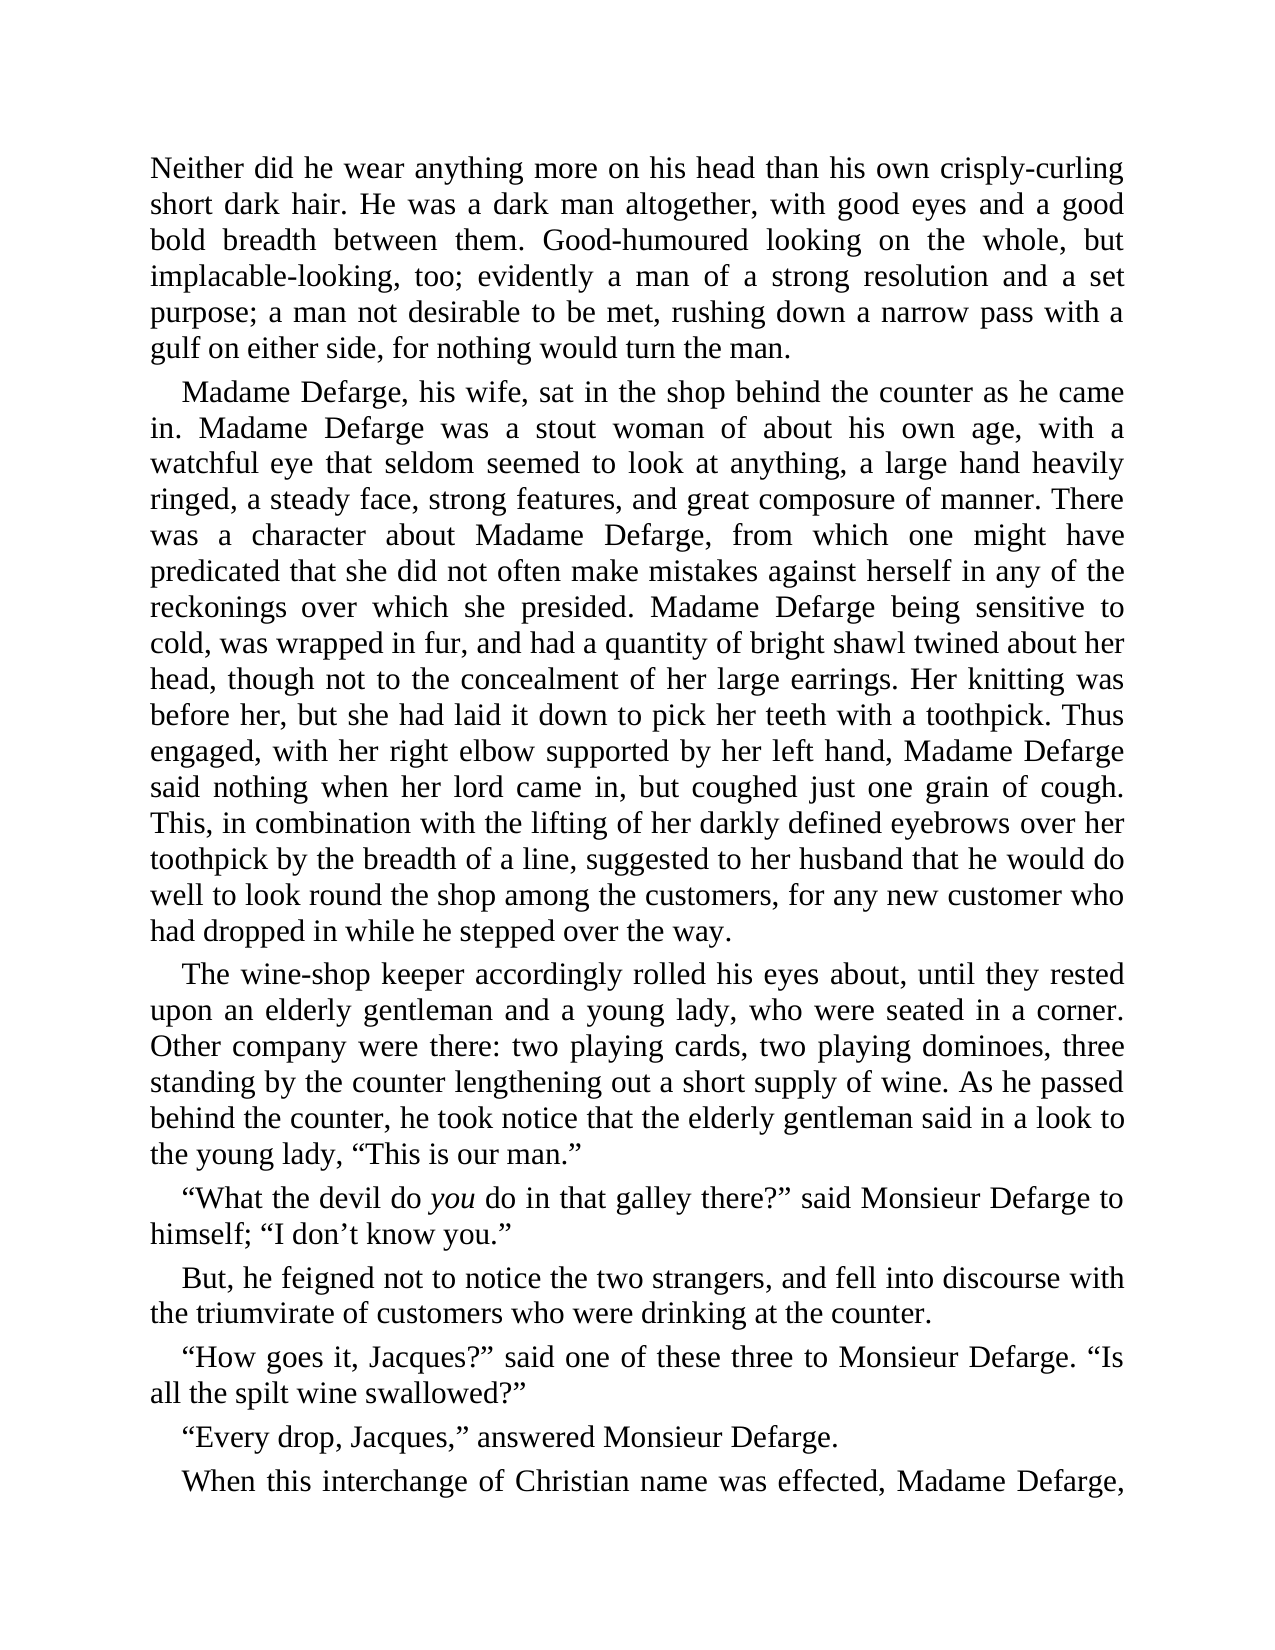 Neither did he wear anything more on his head than his own crisply-curling
short dark hair. He was a dark man altogether, with good eyes and a good
bold breadth between them. Good-humoured looking on the whole, but
implacable-looking, too; evidently a man of a strong resolution and a set
purpose; a man not desirable to be met, rushing down a narrow pass with a
gulf on either side, for nothing would turn the man.
Madame Defarge, his wife, sat in the shop behind the counter as he came
in. Madame Defarge was a stout woman of about his own age, with a
watchful eye that seldom seemed to look at anything, a large hand heavily
ringed, a steady face, strong features, and great composure of manner. There
was a character about Madame Defarge, from which one might have
predicated that she did not often make mistakes against herself in any of the
reckonings over which she presided. Madame Defarge being sensitive to
cold, was wrapped in fur, and had a quantity of bright shawl twined about her
head, though not to the concealment of her large earrings. Her knitting was
before her, but she had laid it down to pick her teeth with a toothpick. Thus
engaged, with her right elbow supported by her left hand, Madame Defarge
said nothing when her lord came in, but coughed just one grain of cough.
This, in combination with the lifting of her darkly defined eyebrows over her
toothpick by the breadth of a line, suggested to her husband that he would do
well to look round the shop among the customers, for any new customer who
had dropped in while he stepped over the way.
The wine-shop keeper accordingly rolled his eyes about, until they rested
upon an elderly gentleman and a young lady, who were seated in a corner.
Other company were there: two playing cards, two playing dominoes, three
standing by the counter lengthening out a short supply of wine. As he passed
behind the counter, he took notice that the elderly gentleman said in a look to
the young lady, “This is our man.”
“What the devil do you do in that galley there?” said Monsieur Defarge to
himself; “I don’t know you.”
But, he feigned not to notice the two strangers, and fell into discourse with
the triumvirate of customers who were drinking at the counter.
“How goes it, Jacques?” said one of these three to Monsieur Defarge. “Is
all the spilt wine swallowed?”
“Every drop, Jacques,” answered Monsieur Defarge.
When this interchange of Christian name was effected, Madame Defarge,